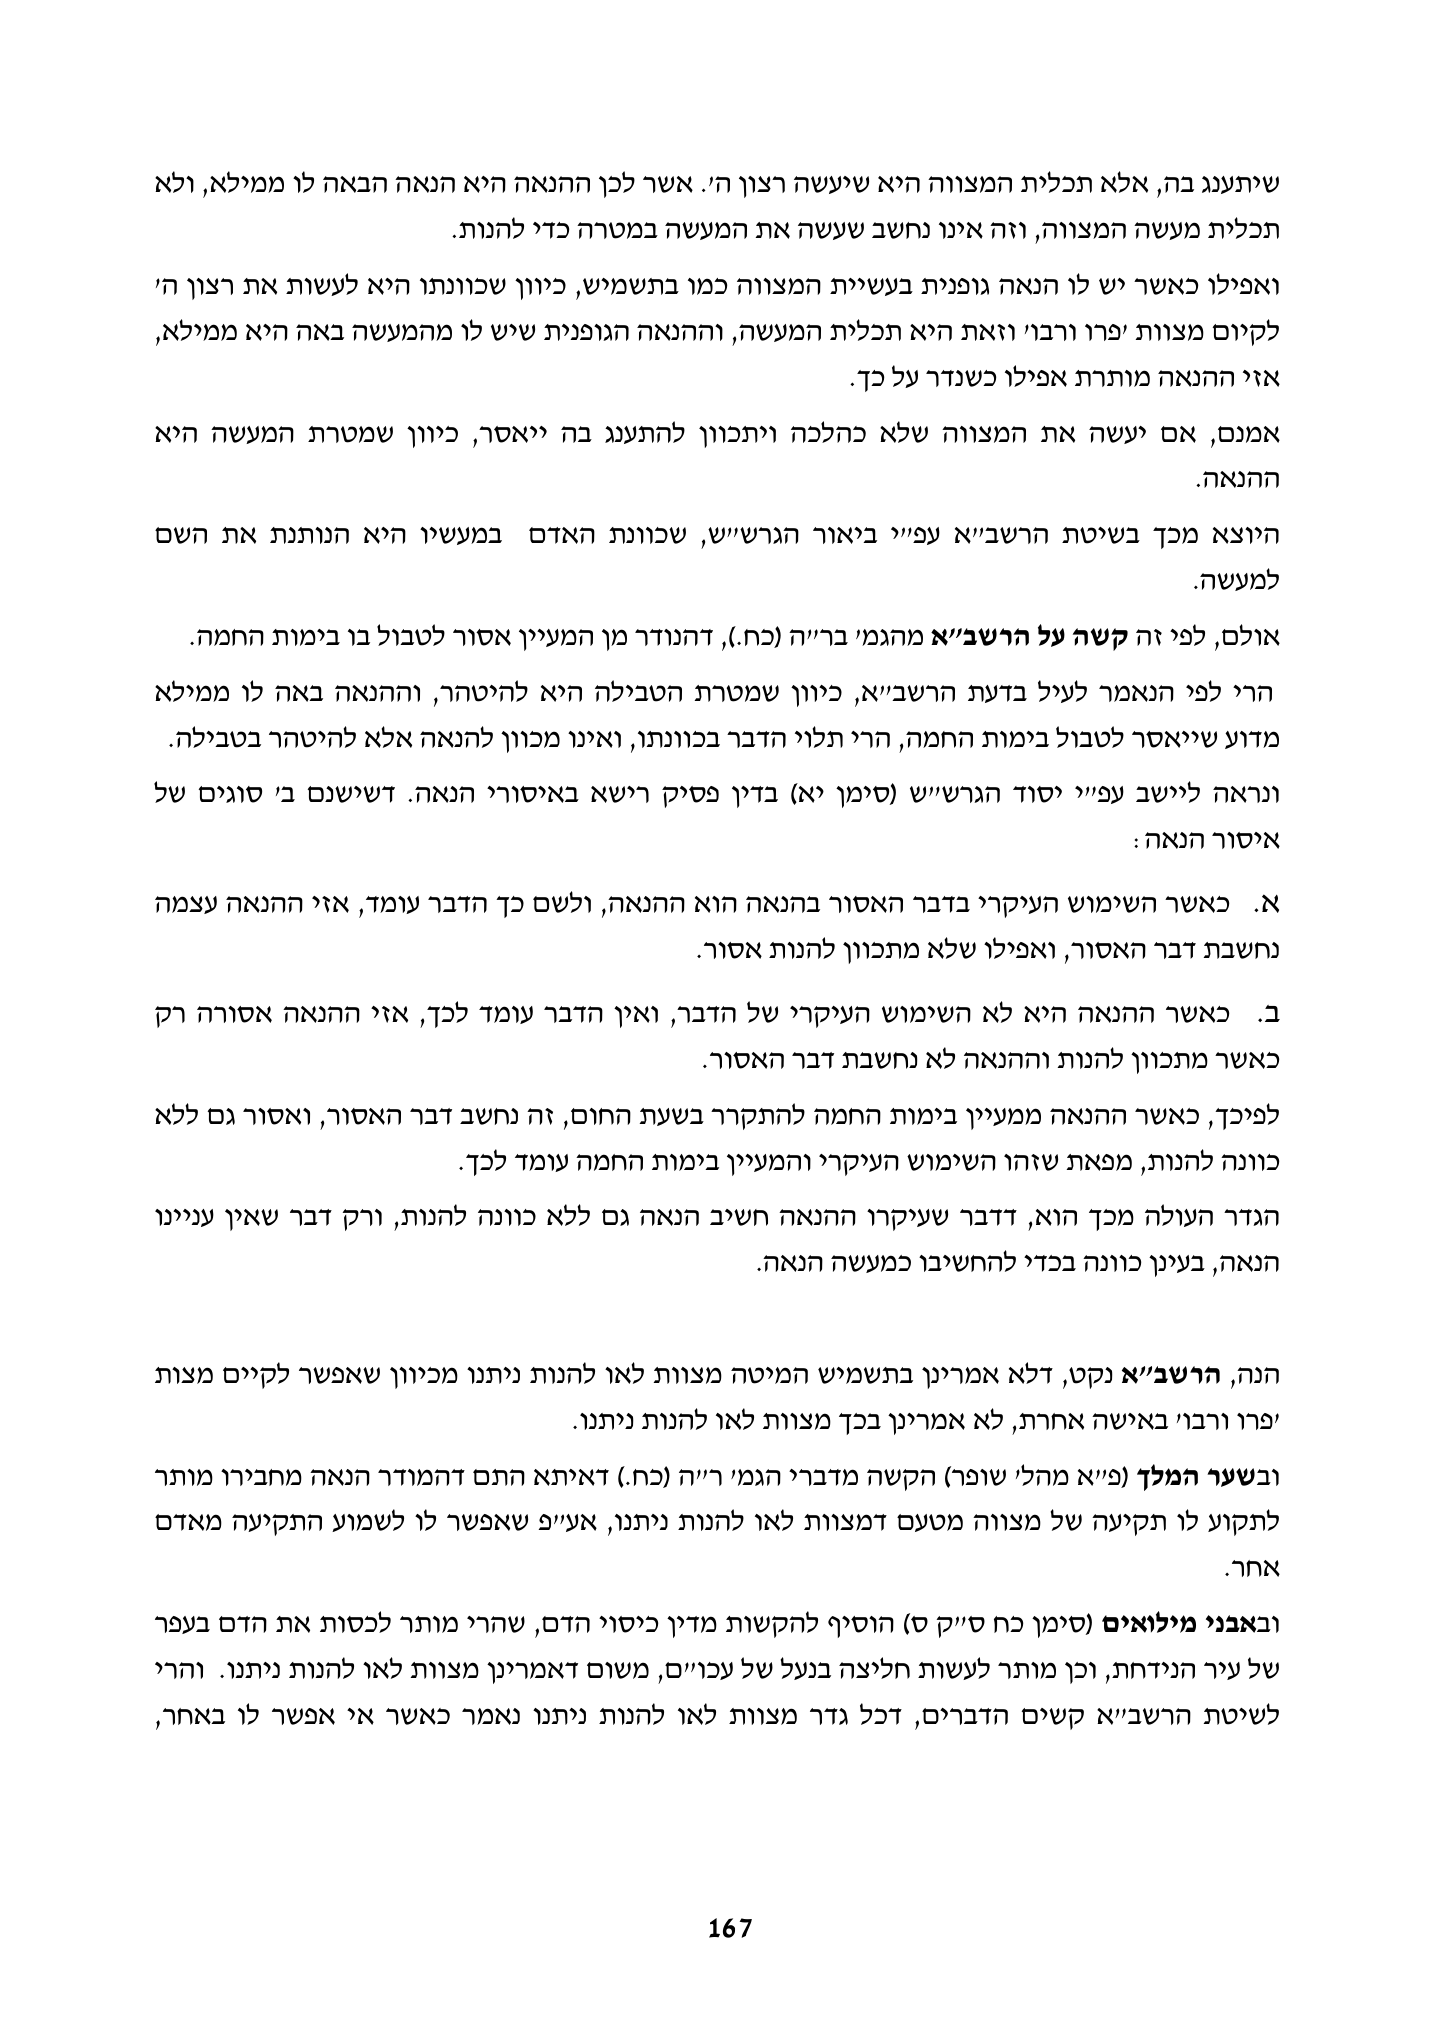 שיתענג בה, אלא תכלית המצווה היא שיעשה רצון ה'. אשר לכן ההנאה היא הנאה הבאה לו ממילא, ולא
תכלית מעשה המצווה, וזה אינו נחשב שעשה את המעשה במטרה כדי להנות.
ואפילו כאשר יש לו הנאה גופנית בעשיית המצווה כמו בתשמיש, כיוון שכוונתו היא לעשות את רצון ה'
לקיום מצוות 'פרו ורבו' וזאת היא תכלית המעשה, וההנאה הגופנית שיש לו מהמעשה באה היא ממילא,
אזי ההנאה מותרת אפילו כשנדר על כך.
אמנם, אם יעשה את המצווה שלא כהלכה ויתכוון להתענג בה ייאסר, כיוון שמטרת המעשה היא
ההנאה.
היוצא מכך בשיטת הרשב"א עפ"י ביאור הגרש"ש, שכוונת האדם במעשיו היא הנותנת את השם
למעשה.
אולם, לפי זה קשה על הרשב"א מהגמ' בר"ה (כח.), דהנודר מן המעיין אסור לטבול בו בימות החמה.
הרי לפי הנאמר לעיל בדעת הרשב"א, כיוון שמטרת הטבילה היא להיטהר, וההנאה באה לו ממילא
מדוע שייאסר לטבול בימות החמה, הרי תלוי הדבר בכוונתו, ואינו מכוון להנאה אלא להיטהר בטבילה.
ונראה ליישב עפ"י יסוד הגרש"ש (סימן יא) בדין פסיק רישא באיסורי הנאה. דשישנם ב' סוגים של
איסור הנאה:
א. כאשר השימוש העיקרי בדבר האסור בהנאה הוא ההנאה, ולשם כך הדבר עומד, אזי ההנאה עצמה
נחשבת דבר האסור, ואפילו שלא מתכוון להנות אסור.
ב. כאשר ההנאה היא לא השימוש העיקרי של הדבר, ואין הדבר עומד לכך, אזי ההנאה אסורה רק
כאשר מתכוון להנות וההנאה לא נחשבת דבר האסור.
לפיכך, כאשר ההנאה ממעיין בימות החמה להתקרר בשעת החום, זה נחשב דבר האסור, ואסור גם ללא
כוונה להנות, מפאת שזהו השימוש העיקרי והמעיין בימות החמה עומד לכך.
הגדר העולה מכך הוא, דדבר שעיקרו ההנאה חשיב הנאה גם ללא כוונה להנות, ורק דבר שאין עניינו
הנאה, בעינן כוונה בכדי להחשיבו כמעשה הנאה.
הנה, הרשב"א נקט, דלא אמרינן בתשמיש המיטה מצוות לאו להנות ניתנו מכיוון שאפשר לקיים מצות
'פרו ורבו' באישה אחרת, לא אמרינן בכך מצוות לאו להנות ניתנו.
ובשער המלך (פ"א מהל' שופר) הקשה מדברי הגמ' ר"ה (כח.) דאיתא התם דהמודר הנאה מחבירו מותר
לתקוע לו תקיעה של מצווה מטעם דמצוות לאו להנות ניתנו, אע"פ שאפשר לו לשמוע התקיעה מאדם
אחר.
ובאבני מילואים (סימן כח ס"ק ס) הוסיף להקשות מדין כיסוי הדם, שהרי מותר לכסות את הדם בעפר
של עיר הנידחת, וכן מותר לעשות חליצה בנעל של עכו"ם, משום דאמרינן מצוות לאו להנות ניתנו. והרי
לשיטת הרשב"א קשים הדברים, דכל גדר מצוות לאו להנות ניתנו נאמר כאשר אי אפשר לו באחר,
167